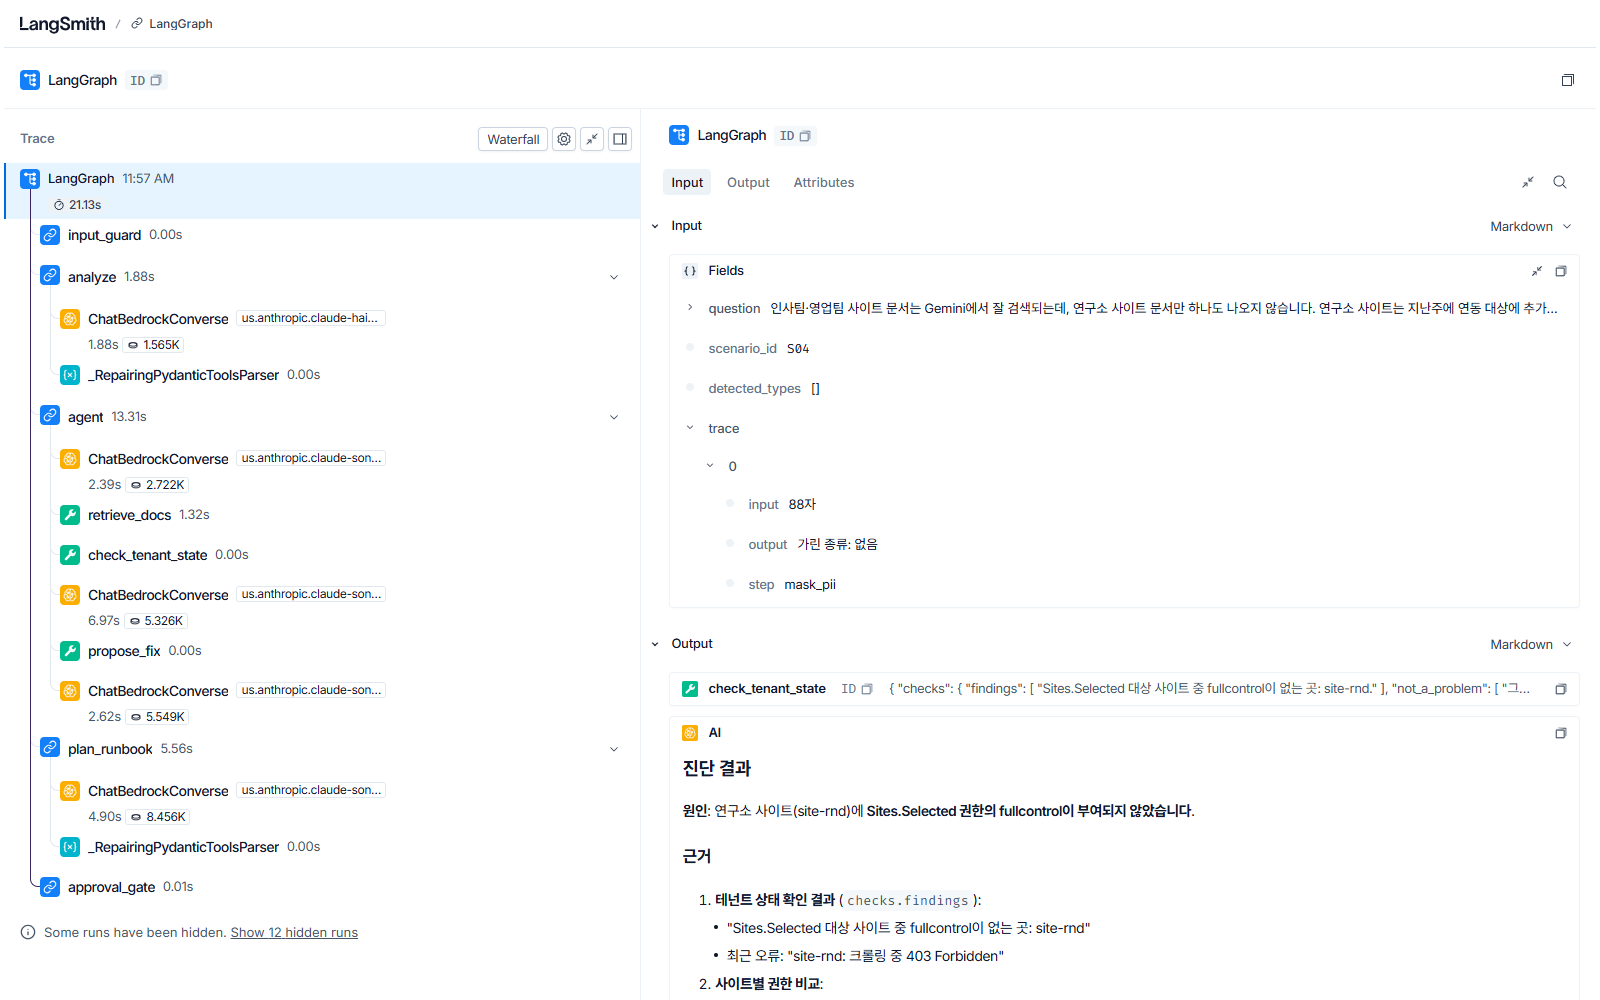 LangSmith / LangGraph
LangGraph ID
Trace
Waterfall
LangGraph 11:57 AM
21.13s
input_guard 0.00s
analyze 1.88s
ChatBedrockConverse us.anthropic.claude-hai...
1.88s 1.565K
_RepairingPydanticToolsParser 0.00s
agent 13.31s
ChatBedrockConverse us.anthropic.claude-son...
2.39s 2.722K
retrieve_docs 1.32s
check_tenant_state 0.00s
ChatBedrockConverse us.anthropic.claude-son...
6.97s 5.326K
propose_fix 0.00s
ChatBedrockConverse us.anthropic.claude-son...
2.62s 5.549K
plan_runbook 5.56s
ChatBedrockConverse us.anthropic.claude-son...
4.90s 8.456K
_RepairingPydanticToolsParser 0.00s
approval_gate 0.01s
Some runs have been hidden. Show 12 hidden runs
LangGraph ID
Input Output Attributes
Input Markdown
{} Fields
question 인사팀·영업팀 사이트 문서는 Gemini에서 잘 검색되는데, 연구소 사이트 문서만 하나도 나오지 않습니다. 연구소 사이트는 지난주에 연동 대상에 추가...
scenario_id S04
detected_types []
trace
0
input 88자
output 가린 종류: 없음
step mask_pii
Output Markdown
check_tenant_state ID { "checks": { "findings": [ "Sites.Selected 대상 사이트 중 fullcontrol이 없는 곳: site-rnd." ], "not_a_problem": [ "그...
AI
진단 결과
원인: 연구소 사이트(site-rnd)에 Sites.Selected 권한의 fullcontrol이 부여되지 않았습니다.
근거
1. 테넌트 상태 확인 결과 ( checks.findings ):
• "Sites.Selected 대상 사이트 중 fullcontrol이 없는 곳: site-rnd"
• 최근 오류: "site-rnd: 크롤링 중 403 Forbidden"
2. 사이트별 권한 비교: